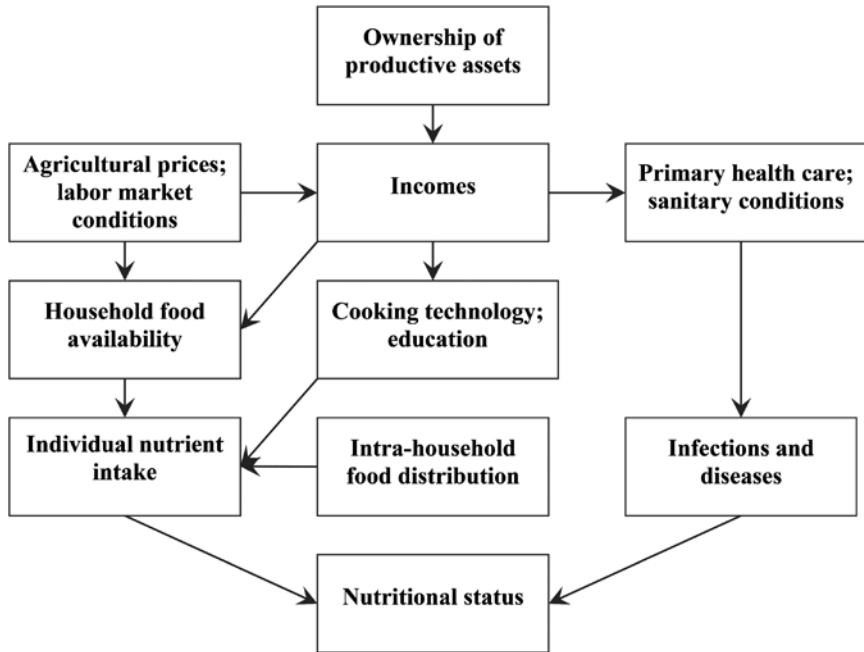 Ownership of
productive assets
Agricultural prices;
labor market
conditions
Incomes
Primary health care;
sanitary conditions
Household food
availability
Cooking technology;
education
Individual nutrient
intake
Intra-household
food distribution
Infections and
diseases
Nutritional status